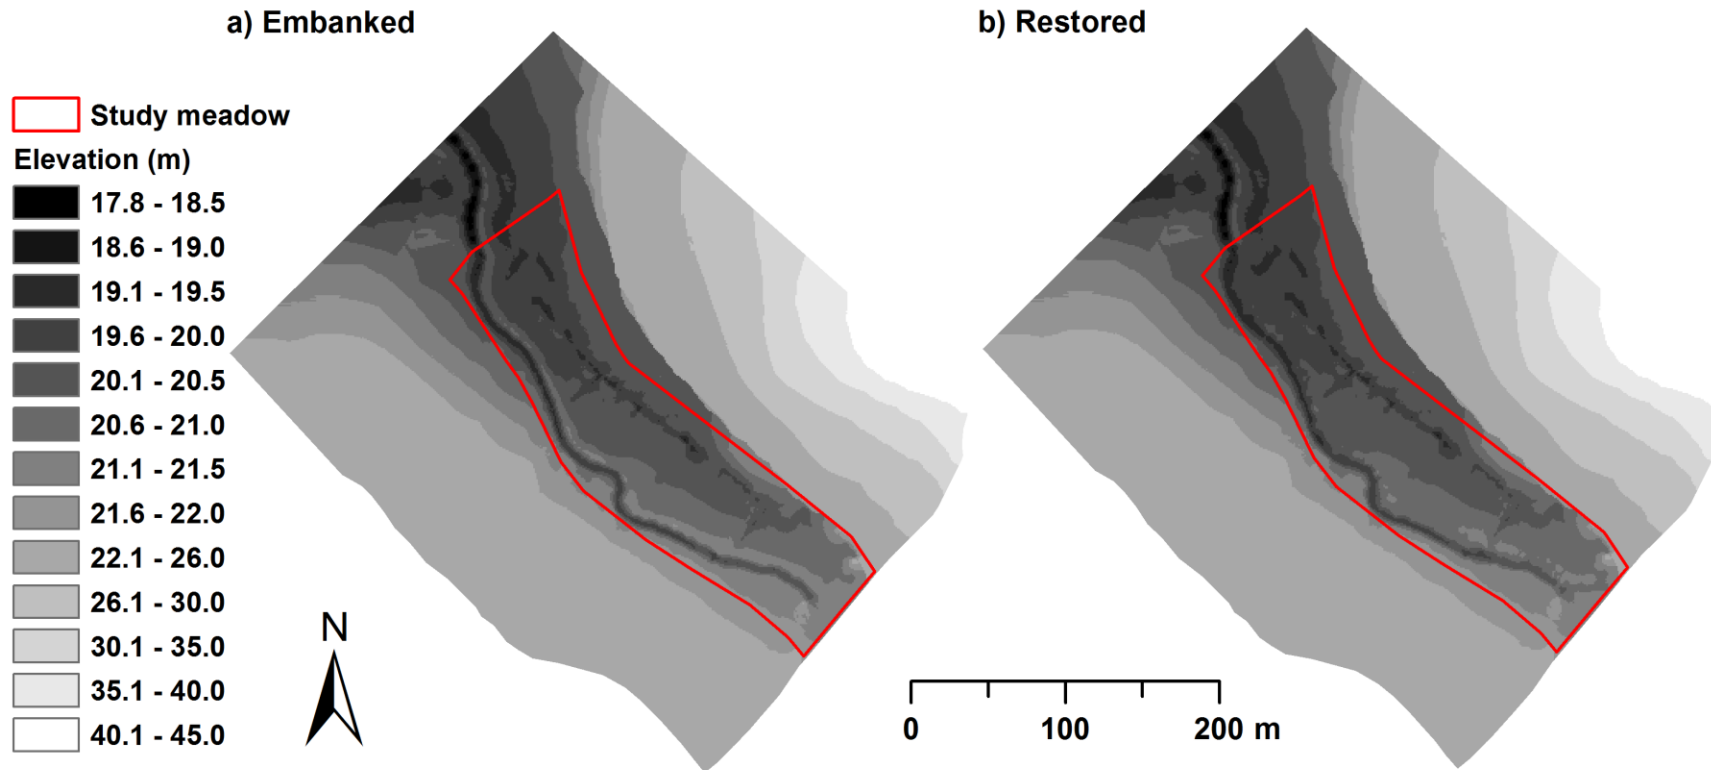 a) Embanked
b) Restored
Study meadow
Elevation (m)
17.8 - 18.5
18.6 - 19.0
19.1 - 19.5
19.6 - 20.0
20.1 - 20.5
20.6 - 21.0
21.1 - 21.5
21.6 - 22.0
22.1 - 26.0
26.1 - 30.0
30.1 - 35.0
35.1 - 40.0
40.1 - 45.0
N
0 100 200 m